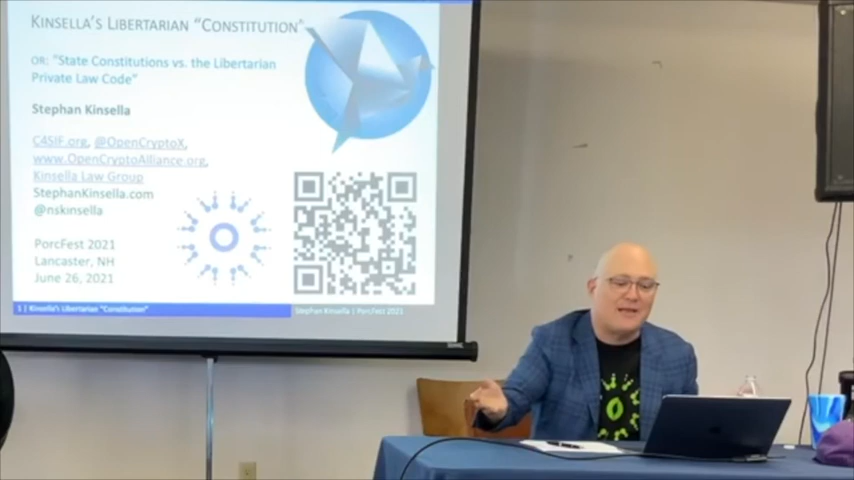 KINSELLA'S LIBERTARIAN "CONSTITUTION"
OR: "State Constitutions vs. the Libertarian
Private Law Code"
Stephan Kinsella
C4SIF.org, @OpenCryptoX,
www.OpenCryptoAlliance.org,
Kinsella Law Group
StephanKinsella.com
@nskinsella
PorcFest 2021
Lancaster, NH
June 26, 2021
1 | Kinsella's Libertarian "Constitution"
Stephan Kinsella | PorcFest 2021